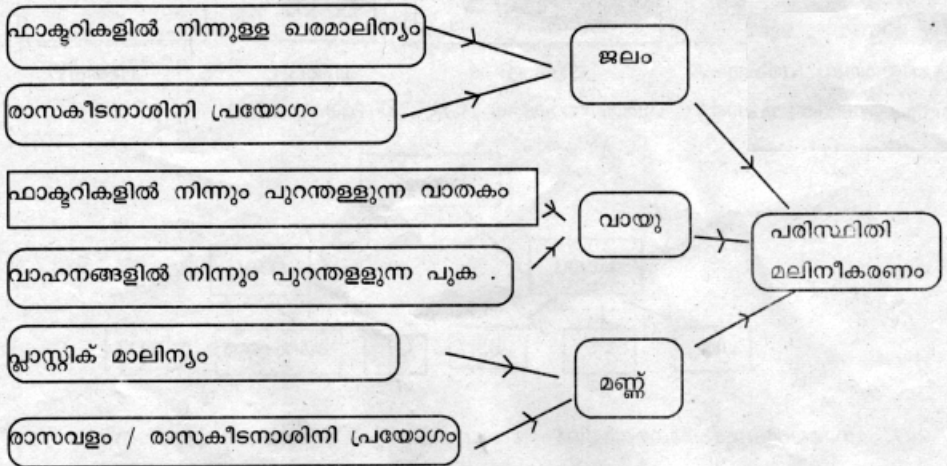 ഫാക്ടറികളിൽ നിന്നുള്ള ഖരമാലിന്യം
ജലം
രാസകീടനാശിനി പ്രയോഗം
ഫാക്ടറികളിൽ നിന്നും പുറന്തള്ളുന്ന വാതകം
വായു
പരിസ്ഥിതി
മലിനീകരണം
വാഹനങ്ങളിൽ നിന്നും പുറന്തളളുന്ന പുക .
പ്ലാസ്റ്റിക് മാലിന്യം
മണ്ണ്
രാസവളം / രാസകീടനാശിനി പ്രയോഗം